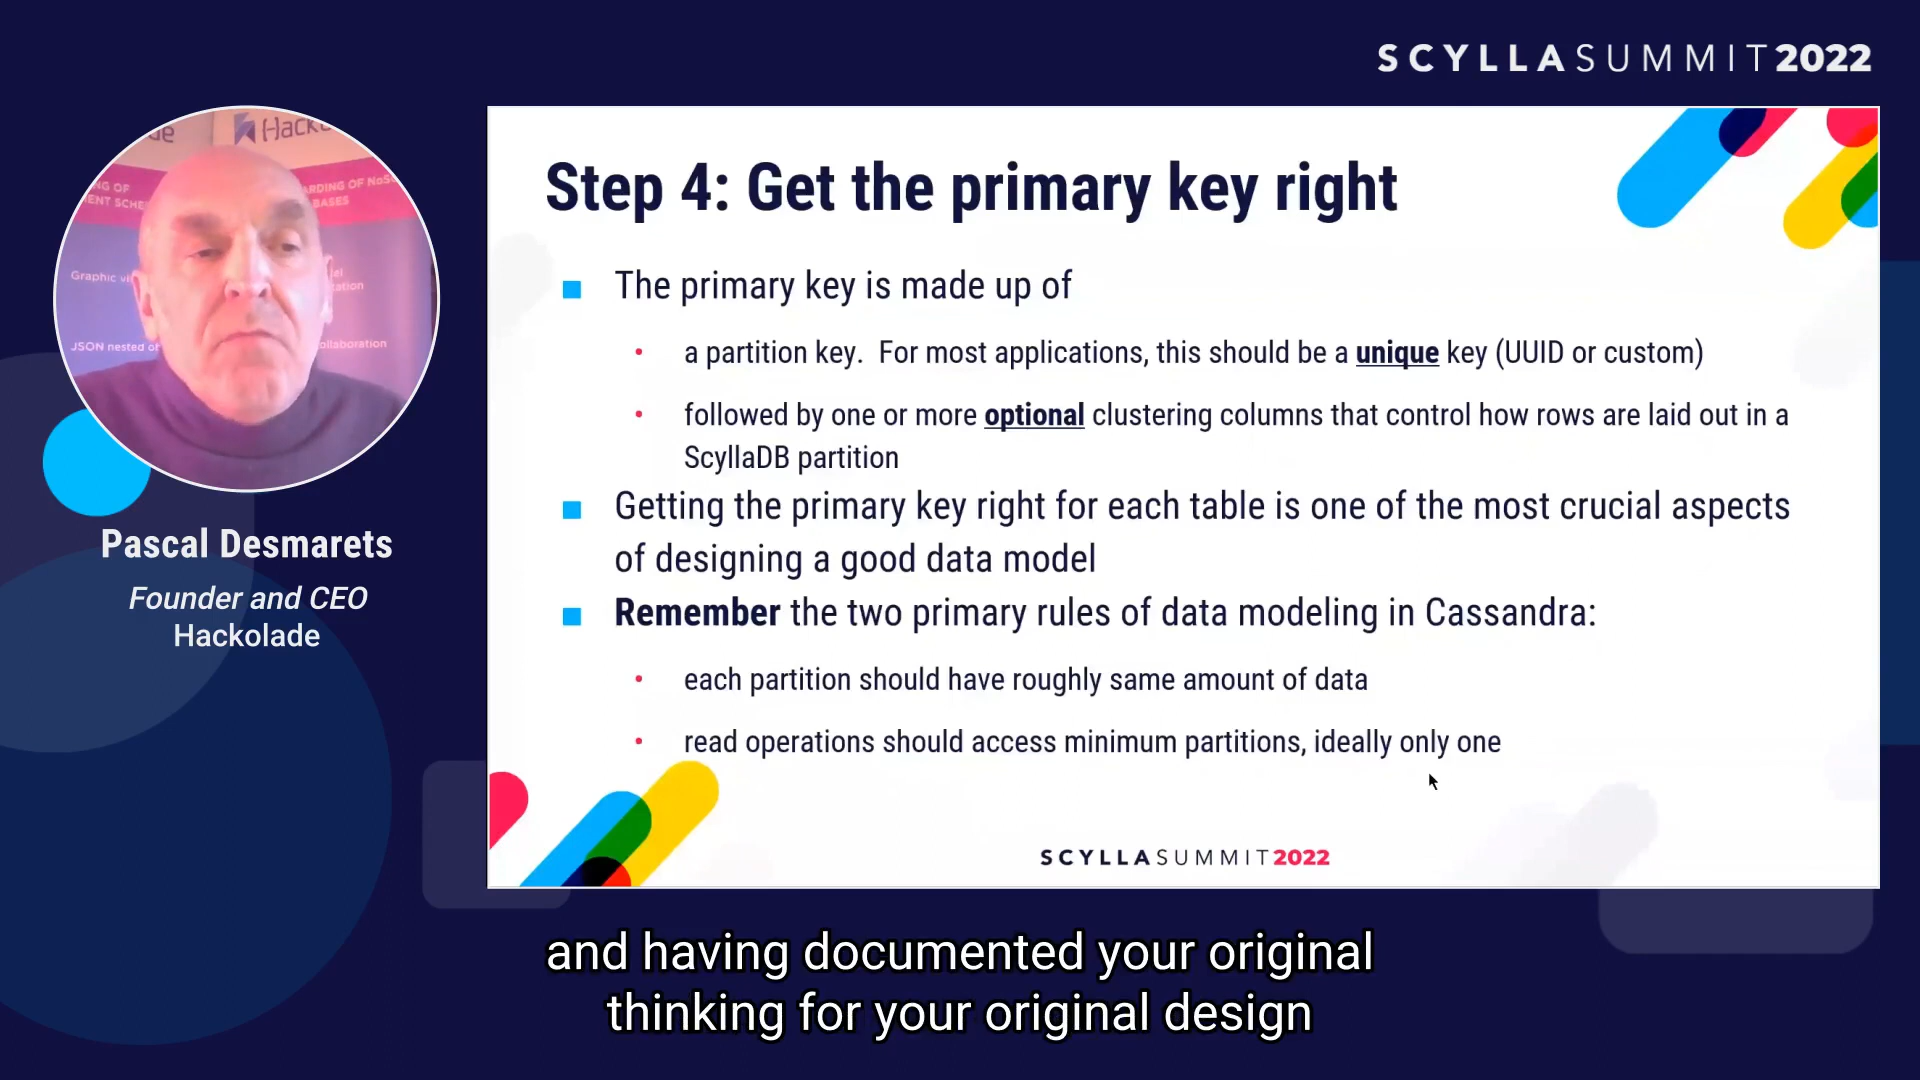 SCYLLASUMMIT2022
Hack
Graphic
JSON nested
Pascal Desmarets
Founder and CEO
Hackolade
Step 4: Get the primary key right
The primary key is made up of
a partition key. For most applications, this should be a unique key (UUID or custom)
followed by one or more optional clustering columns that control how rows are laid out in a
ScyllaDB partition
Getting the primary key right for each table is one of the most crucial aspects
of designing a good data model
Remember the two primary rules of data modeling in Cassandra:
each partition should have roughly same amount of data
read operations should access minimum partitions, ideally only one
SCYLLASUMMIT2022
and having documented your original
thinking for your original design